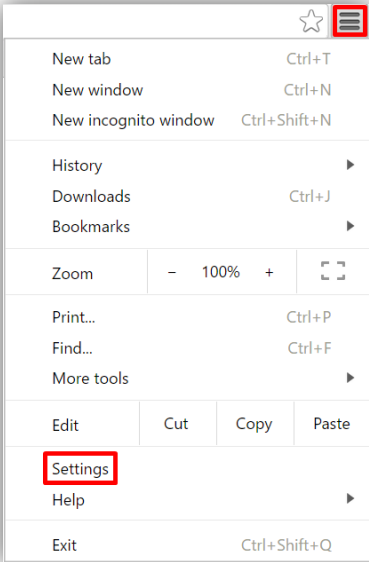 New tab Ctrl+T
New window Ctrl+N
New incognito window Ctrl+Shift+N
History
Downloads Ctrl+J
Bookmarks
Zoom − 100% +
Print... Ctrl+P
Find... Ctrl+F
More tools
Edit Cut Copy Paste
Settings
Help
Exit Ctrl+Shift+Q